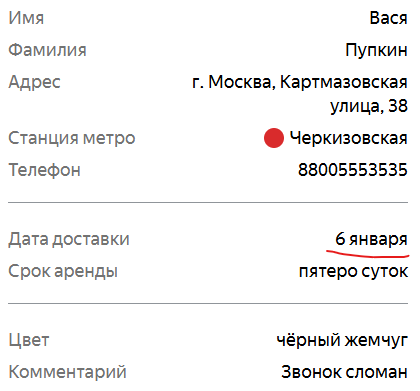 Имя Вася
Фамилия Пупкин
Адрес г. Москва, Картмазовская
улица, 38
Станция метро Черкизовская
Телефон 88005553535
Дата доставки 6 января
Срок аренды пятеро суток
Цвет чёрный жемчуг
Комментарий Звонок сломан